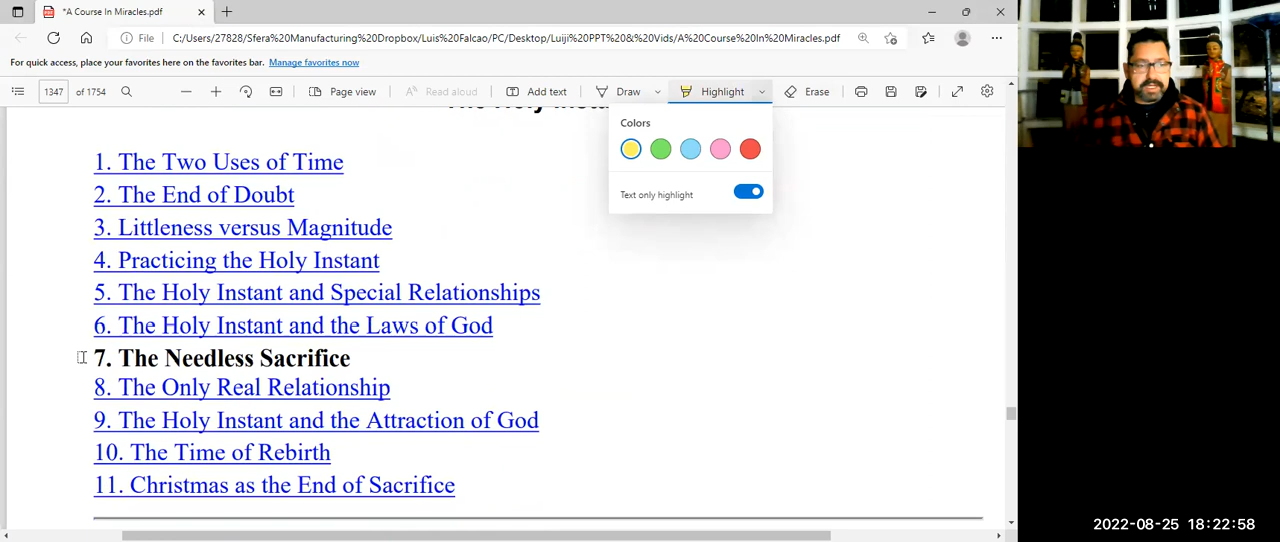 *A Course In Miracles.pdf
File C:/Users/27828/Sfera%20Manufacturing%20Dropbox/Luis%20Falcao/PC/Desktop/Luiji%20PPT%20&%20Vids/A%20Course%20In%20Miracles.pdf
For quick access, place your favorites here on the favorites bar. Manage favorites now
1347 of 1754 Page view Read aloud Add text Draw Highlight Erase
Colors
Text only highlight
1. The Two Uses of Time
2. The End of Doubt
3. Littleness versus Magnitude
4. Practicing the Holy Instant
5. The Holy Instant and Special Relationships
6. The Holy Instant and the Laws of God
7. The Needless Sacrifice
8. The Only Real Relationship
9. The Holy Instant and the Attraction of God
10. The Time of Rebirth
11. Christmas as the End of Sacrifice
2022-08-25 18:22:58